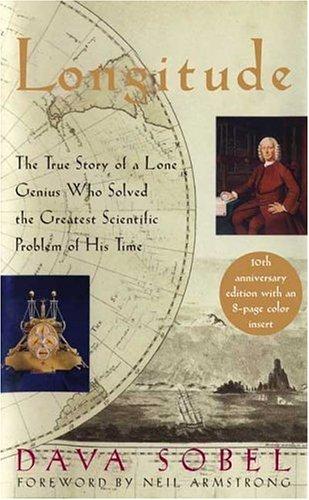 Longitude
The True Story of a Lone
Genius Who Solved
the Greatest Scientific
Problem of His Time
10th
anniversary
edition with an
8-page color
insert
DAVA SOBEL
FOREWORD BY NEIL ARMSTRONG